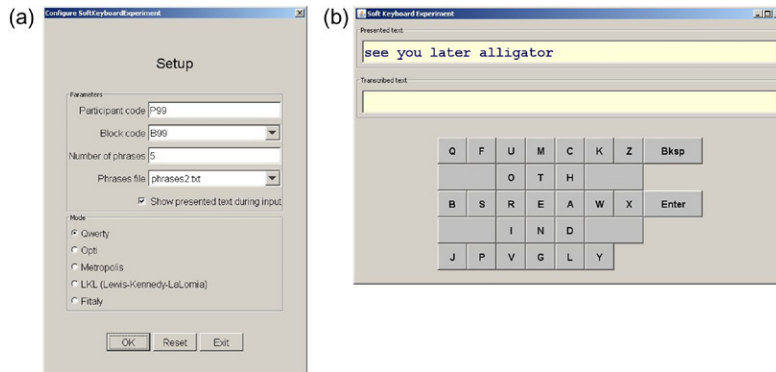 (a)
Configure SoftKeyboardExperiment
Setup
Parameters
Participant code P99
Block code B99
Number of phrases 5
Phrases file phrases2.txt
Show presented text during input
Mode
Qwerty
Opti
Metropolis
LKL (Lewis-Kennedy-LaLomia)
Fitaly
OK Reset Exit
(b)
Soft Keyboard Experiment
Presented text
see you later alligator
Transcribed text
Q F U M C K Z Bksp
O T H
B S R E A W X Enter
I N D
J P V G L Y